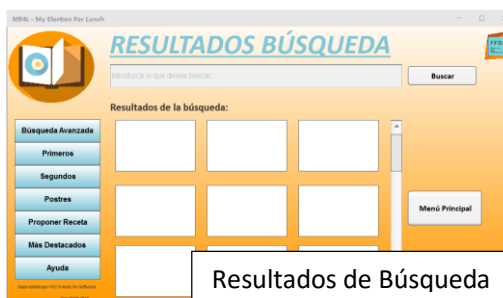 ME4L - My Election For Lunch
RESULTADOS BÚSQUEDA
Introduzca lo que desea buscar...
Buscar
Resultados de la búsqueda:
Búsqueda Avanzada
Primeros
Segundos
Postres
Proponer Receta
Más Destacados
Ayuda
Menú Principal
Resultados de Búsqueda